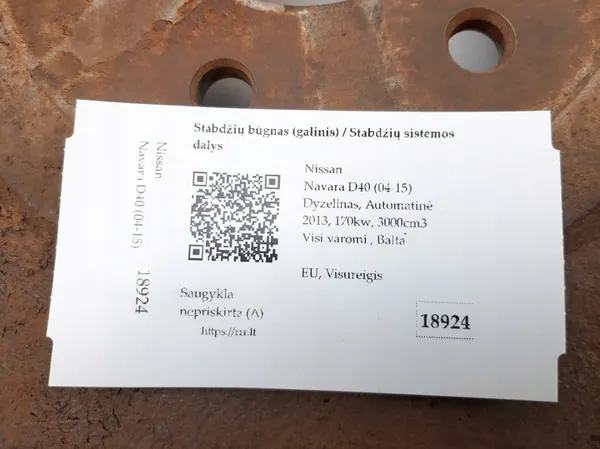 Stabdžių būgnas (galinis) / Stabdžių sistemos
dalys
Nissan
Navara D40 (04-15)
Dyzelinas, Automatinė
2013, 170kw, 3000cm3
Visi varomi , Balta
EU, Visureigis
Saugykla
nepriskirta (A)
https://rrr.lt
18924
Nissan
Navara D40 (04-15)
18924